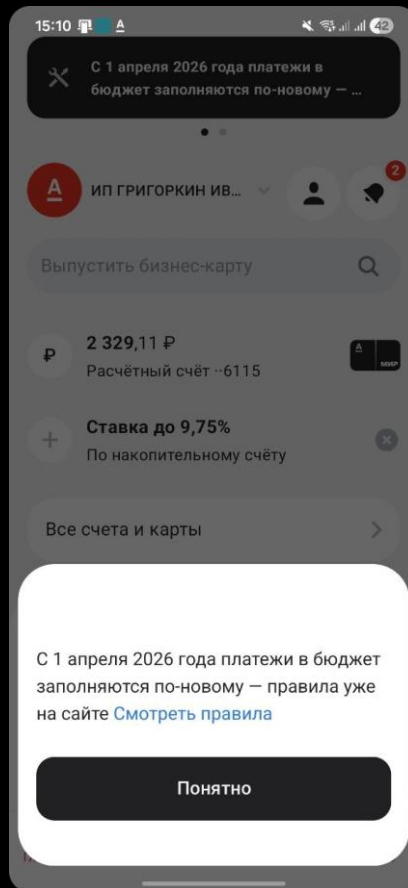 15:10
42
С 1 апреля 2026 года платежи в
бюджет заполняются по-новому — ...
А
ИП ГРИГОРКИН ИВ...
2
Выпустить бизнес-карту
₽
2 329,11 ₽
Расчётный счёт ··6115
А
МИР
Ставка до 9,75%
По накопительному счёту
Все счета и карты
С 1 апреля 2026 года платежи в бюджет
заполняются по-новому — правила уже
на сайте Смотреть правила
Понятно